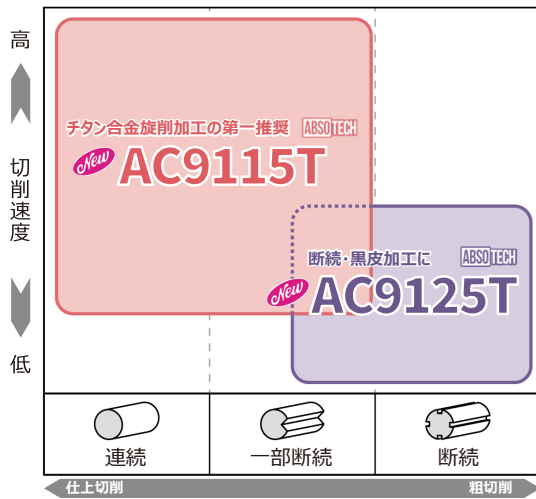 高
切削速度
低
チタン合金旋削加工の第一推奨 ABSOTECH
New AC9115T
断続・黒皮加工に ABSOTECH
New AC9125T
連続 一部断続 断続
仕上切削 粗切削